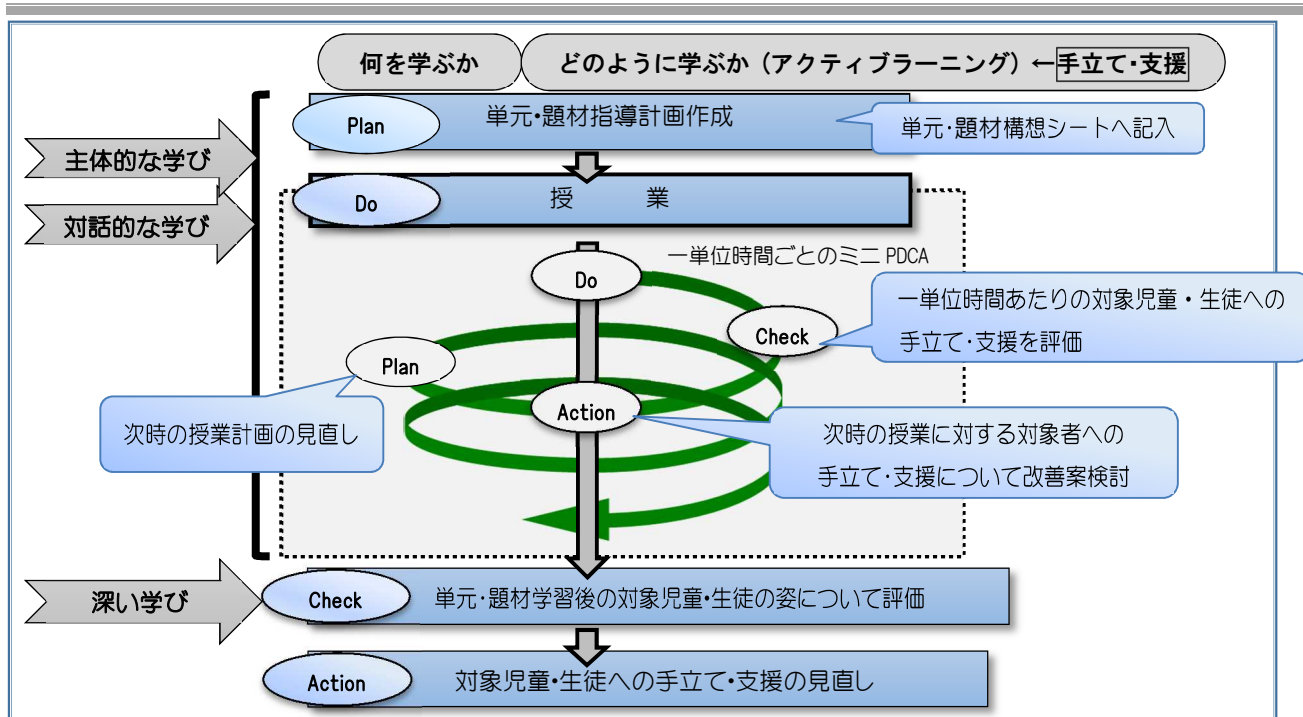 何を学ぶか
どのように学ぶか（アクティブラーニング）←手立て・支援
Plan
単元・題材指導計画作成
単元・題材構想シートへ記入
主体的な学び
対話的な学び
Do
授　　業
一単位時間ごとのミニPDCA
Do
Check
一単位時間あたりの対象児童・生徒への
手立て・支援を評価
Plan
次時の授業計画の見直し
Action
次時の授業に対する対象者への
手立て・支援について改善案検討
深い学び
Check
単元・題材学習後の対象児童・生徒の姿について評価
Action
対象児童・生徒への手立て・支援の見直し